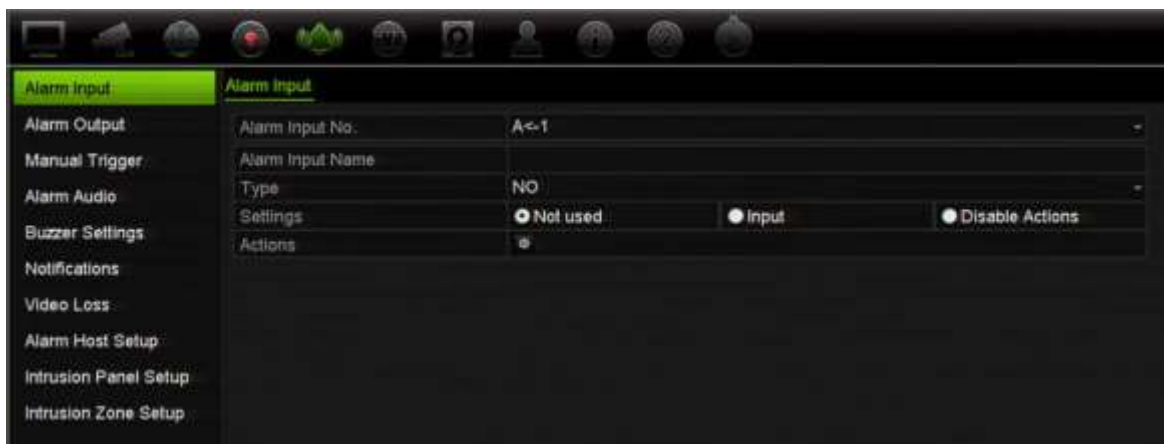 Alarm Input
Alarm Output
Manual Trigger
Alarm Audio
Buzzer Settings
Notifications
Video Loss
Alarm Host Setup
Intrusion Panel Setup
Intrusion Zone Setup
Alarm Input
Alarm Input No. A<-1
Alarm Input Name
Type NO
Settings Not used Input Disable Actions
Actions